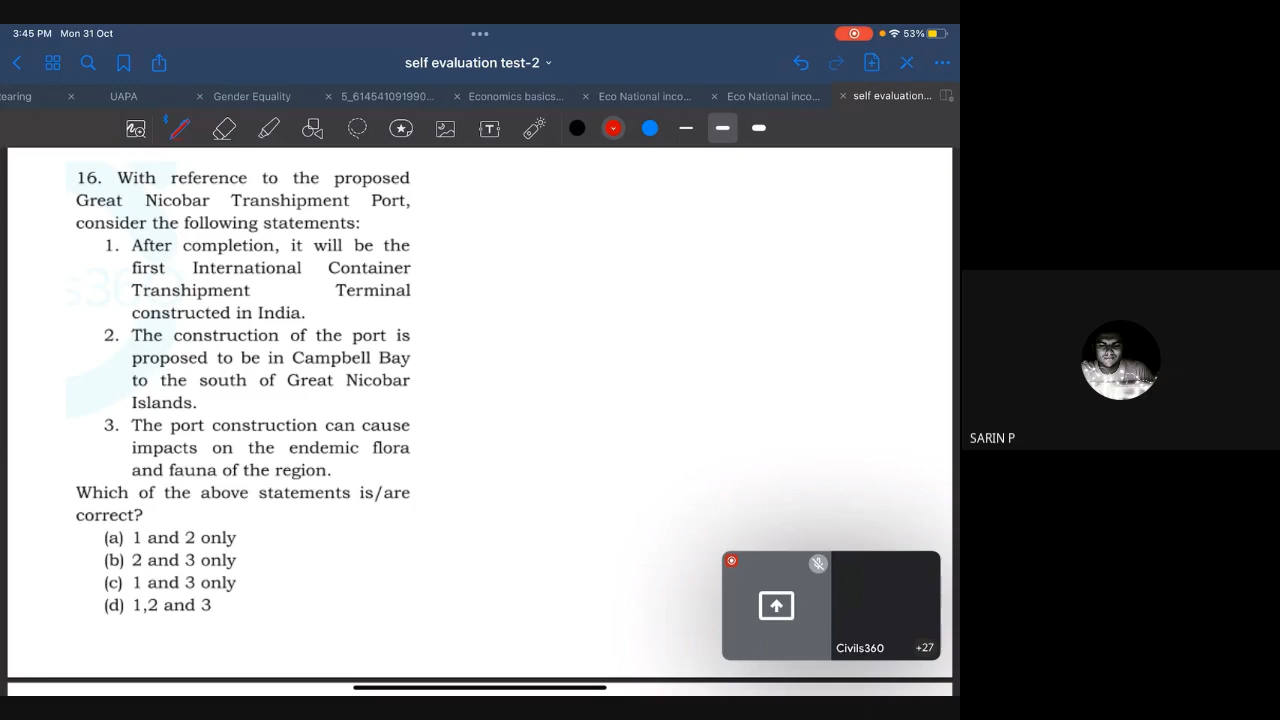 3:45 PM Mon 31 Oct
53%
self evaluation test-2
earing
UAPA
Gender Equality
5_614541091990...
Economics basics...
Eco National inco...
Eco National inco...
self evaluation...
T
16. With reference to the proposed
Great Nicobar Transhipment Port,
consider the following statements:
1. After completion, it will be the
first International Container
Transhipment Terminal
constructed in India.
2. The construction of the port is
proposed to be in Campbell Bay
to the south of Great Nicobar
Islands.
3. The port construction can cause
impacts on the endemic flora
and fauna of the region.
Which of the above statements is/are
correct?
(a) 1 and 2 only
(b) 2 and 3 only
(c) 1 and 3 only
(d) 1,2 and 3
s36
Civils360
+27
SARIN P